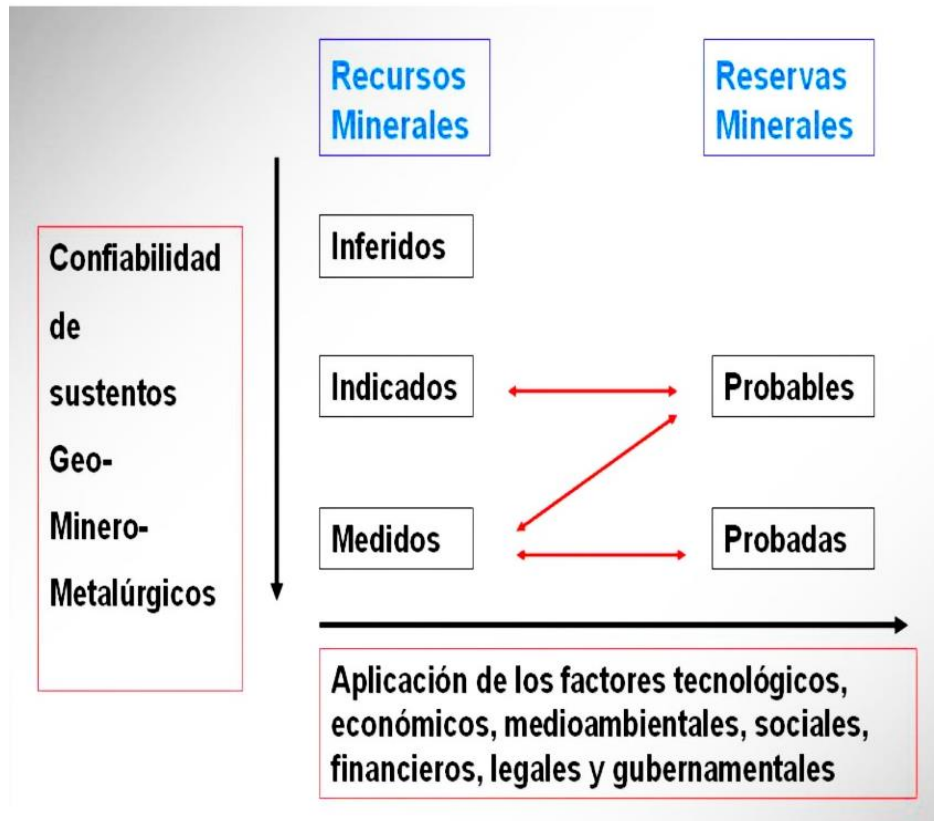 Recursos
Minerales
Reservas
Minerales
Confiabilidad
de
sustentos
Geo-
Minero-
Metalúrgicos
Inferidos
Indicados
Probables
Medidos
Probadas
Aplicación de los factores tecnológicos,
económicos, medioambientales, sociales,
financieros, legales y gubernamentales